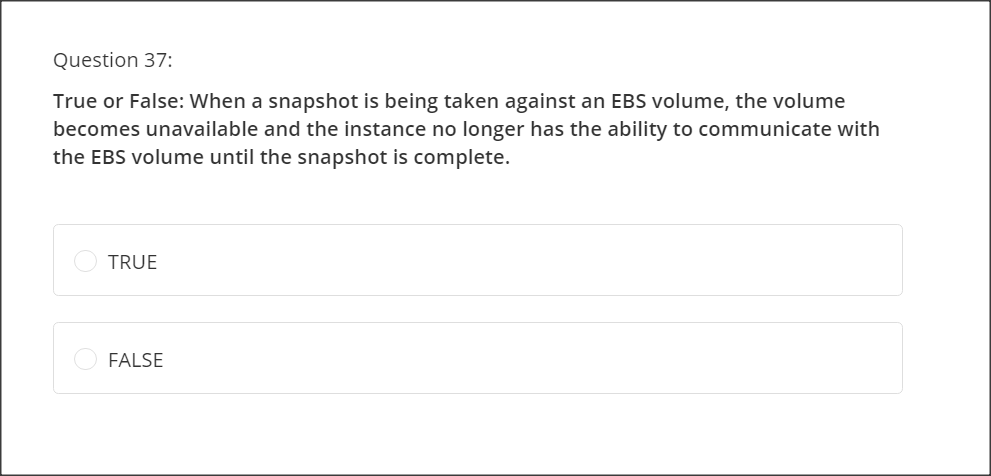 Question 37:
True or False: When a snapshot is being taken against an EBS volume, the volume
becomes unavailable and the instance no longer has the ability to communicate with
the EBS volume until the snapshot is complete.
TRUE
FALSE